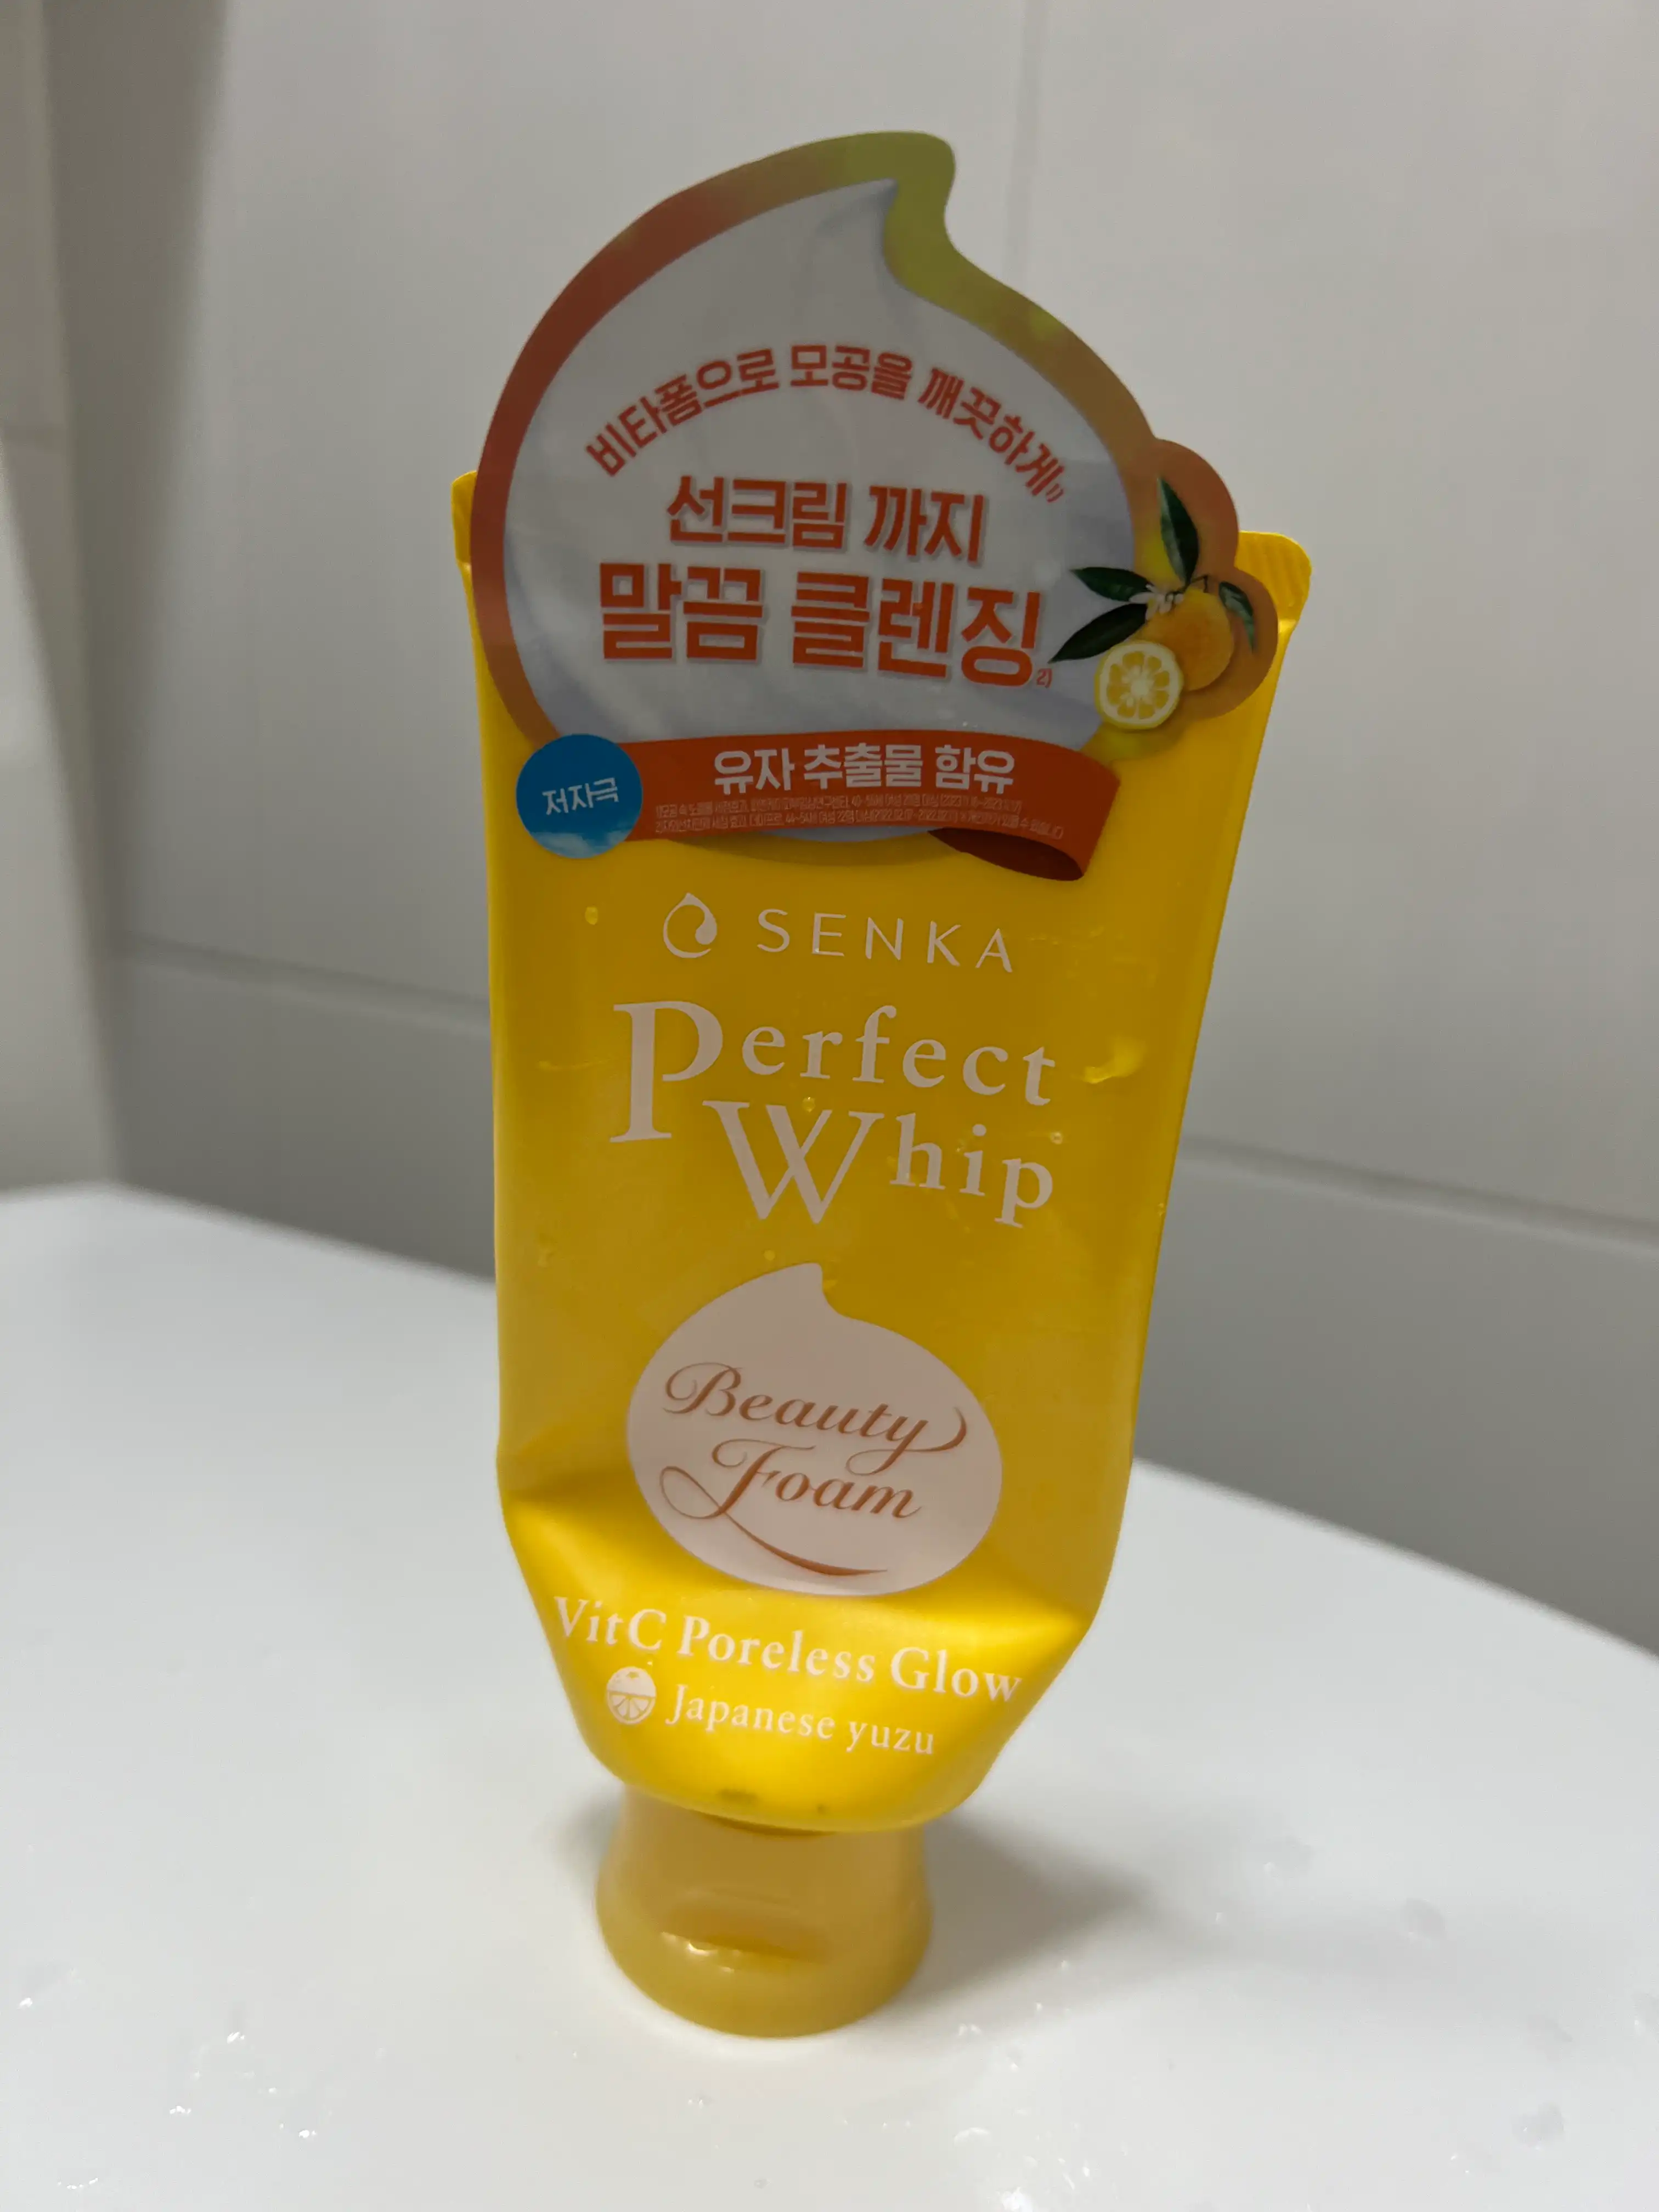 비타폼으로 모공을 깨끗하게1)
선크림 까지
말끔 클렌징2)
저자극
유자 추출물 함유
SENKA
Perfect
Whip
Beauty
Foam
VitC Poreless Glow
Japanese yuzu